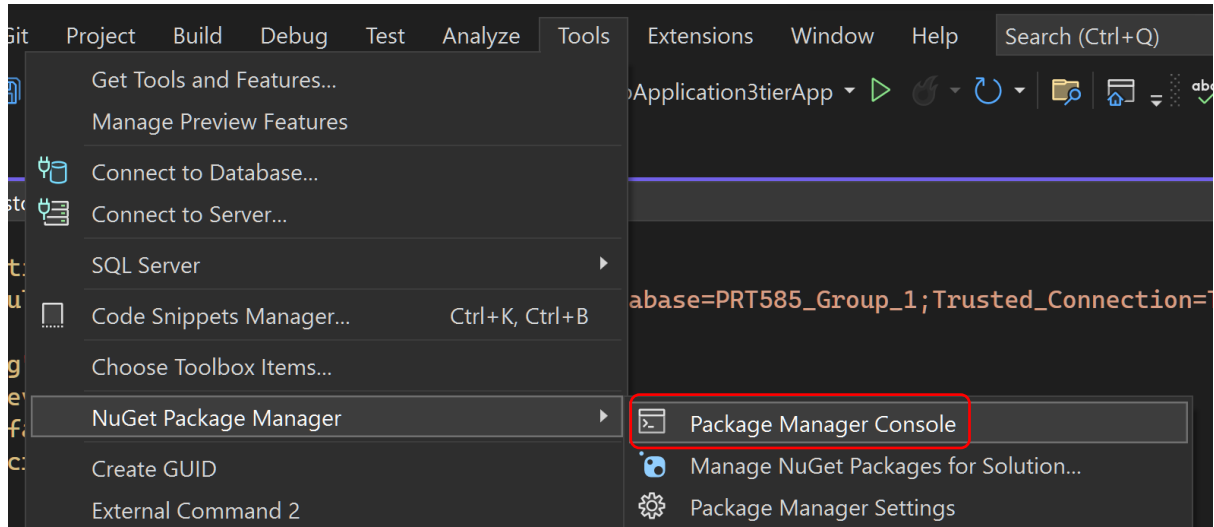 Git Project Build Debug Test Analyze Tools Extensions Window Help Search (Ctrl+Q)
Get Tools and Features...
Application3tierApp
abc
Manage Preview Features
Connect to Database...
Connect to Server...
SQL Server
abase=PRT585_Group_1;Trusted_Connection=T
Code Snippets Manager... Ctrl+K, Ctrl+B
Choose Toolbox Items...
NuGet Package Manager
Package Manager Console
Create GUID
Manage NuGet Packages for Solution...
External Command 2
Package Manager Settings